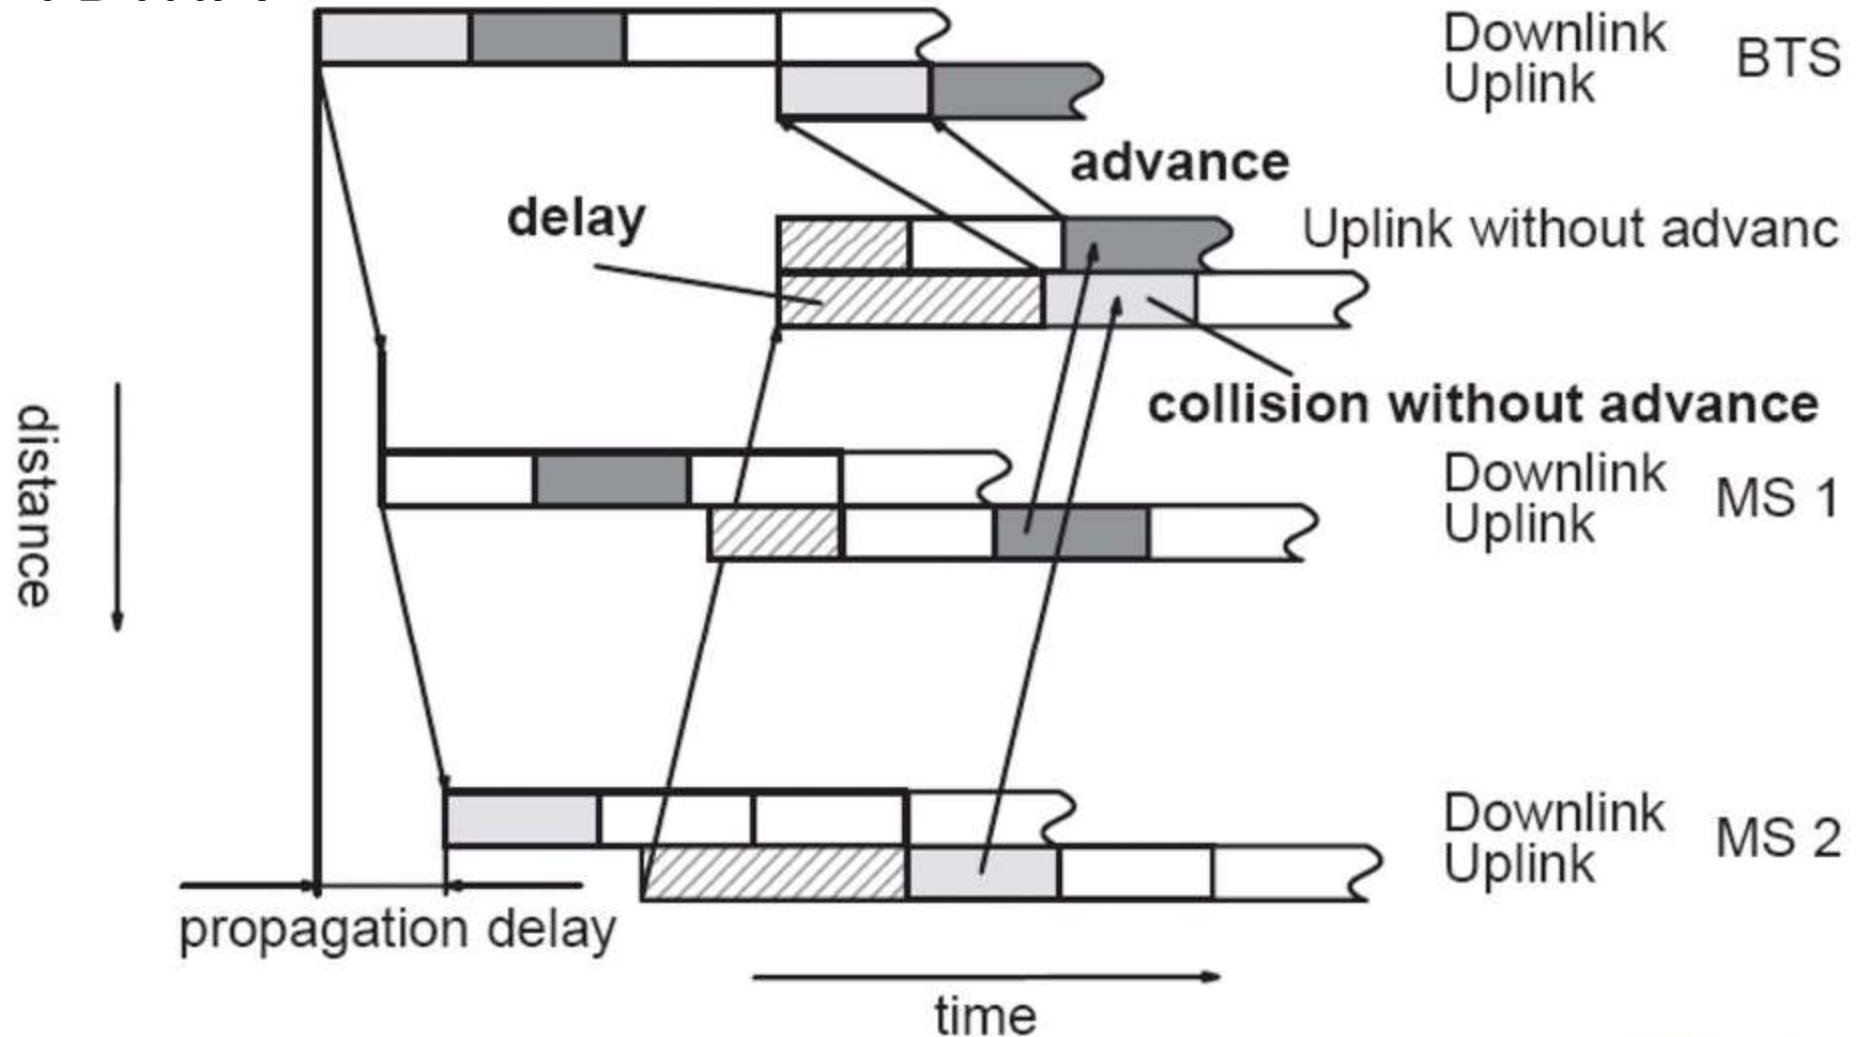 Downlink
Uplink
BTS
advance
delay
Uplink without advanc
collision without advance
distance
Downlink
Uplink
MS 1
Downlink
Uplink
MS 2
propagation delay
time